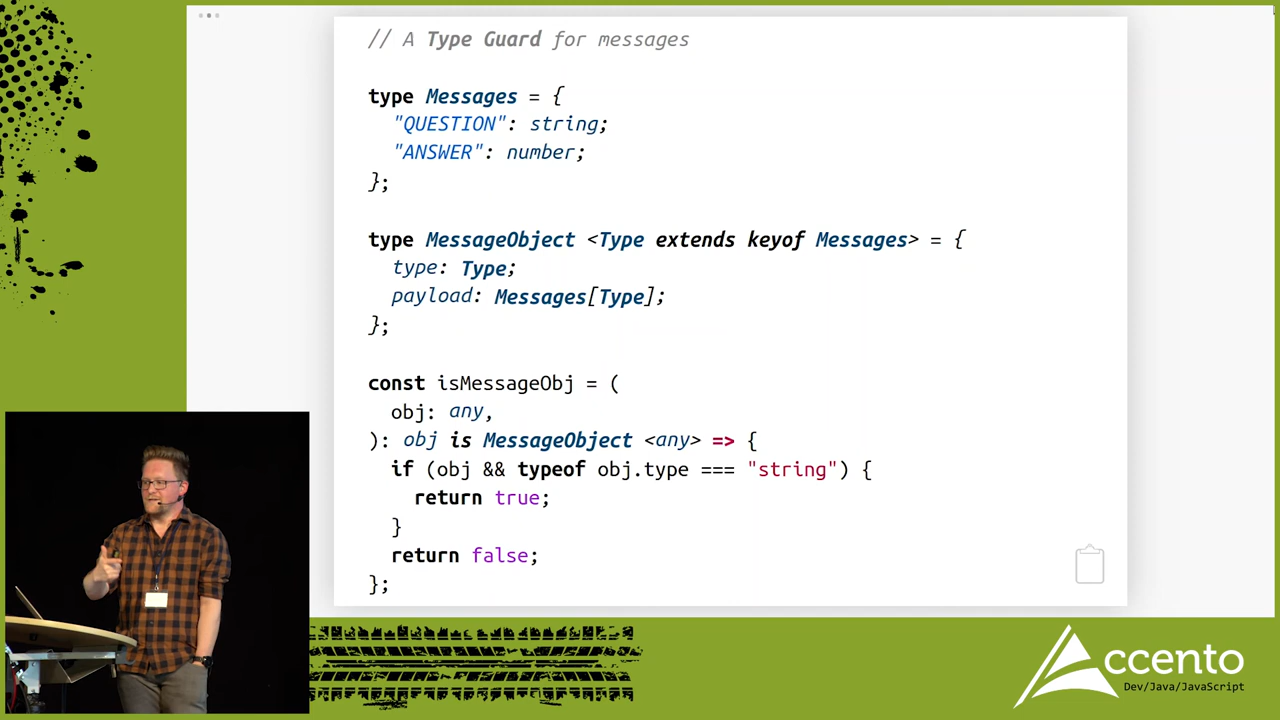 // A Type Guard for messages
type Messages = {
"QUESTION": string;
"ANSWER": number;
};
type MessageObject <Type extends keyof Messages> = {
type: Type;
payload: Messages[Type];
};
const isMessageObj = (
obj: any,
): obj is MessageObject <any> => {
if (obj && typeof obj.type === "string") {
return true;
}
return false;
};
Accento
Dev/Java/JavaScript